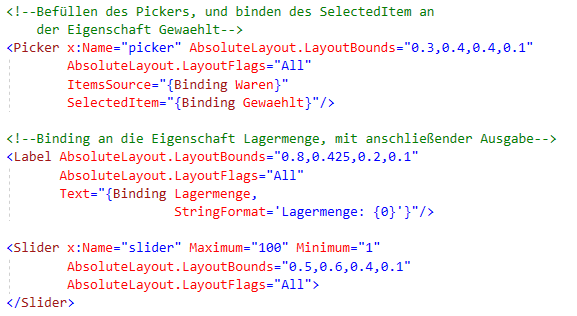 <!--Befüllen des Pickers, und binden des SelectedItem an
    der Eigenschaft Gewaehlt-->
<Picker x:Name="picker" AbsoluteLayout.LayoutBounds="0.3,0.4,0.4,0.1"
        AbsoluteLayout.LayoutFlags="All"
        ItemsSource="{Binding Waren}"
        SelectedItem="{Binding Gewaehlt}"/>

<!--Binding an die Eigenschaft Lagermenge, mit anschließender Ausgabe-->
<Label AbsoluteLayout.LayoutBounds="0.8,0.425,0.2,0.1"
       AbsoluteLayout.LayoutFlags="All"
       Text="{Binding Lagermenge,
                      StringFormat='Lagermenge: {0}'}"/>

<Slider x:Name="slider" Maximum="100" Minimum="1"
        AbsoluteLayout.LayoutBounds="0.5,0.6,0.4,0.1"
        AbsoluteLayout.LayoutFlags="All">
</Slider>